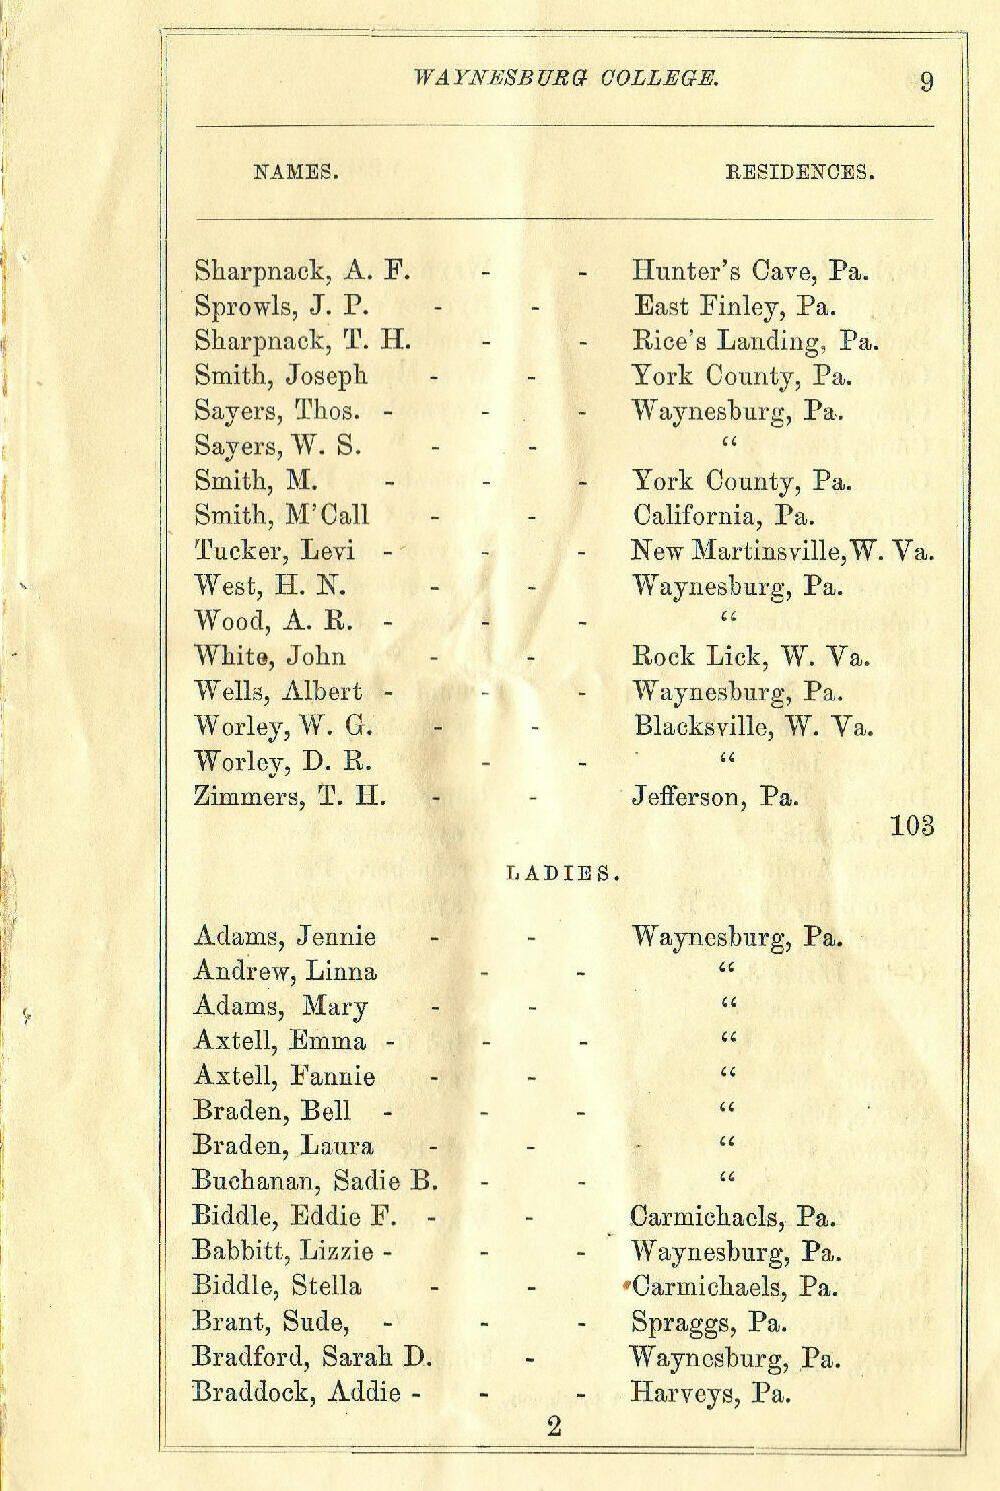 WAYNESBURG COLLEGE. 9
NAMES. RESIDENCES.
Sharpnack, A. F. - - Hunter's Cave, Pa.
Sprowls, J. P. - - East Finley, Pa.
Sharpnack, T. H. - - Rice's Landing, Pa.
Smith, Joseph - - York County, Pa.
Sayers, Thos. - - - Waynesburg, Pa.
Sayers, W. S. - - “
Smith, M. - - - York County, Pa.
Smith, M'Call - - California, Pa.
Tucker, Levi - - - New Martinsville, W. Va.
West, H. N. - - Waynesburg, Pa.
Wood, A. R. - - - “
White, John - - Rock Lick, W. Va.
Wells, Albert - - - Waynesburg, Pa.
Worley, W. G. - - Blacksville, W. Va.
Worley, D. R. - - “
Zimmers, T. H. - - Jefferson, Pa.
103
LADIES.
Adams, Jennie - - Waynesburg, Pa.
Andrew, Linna - - “
Adams, Mary - - “
Axtell, Emma - - - “
Axtell, Fannie - - “
Braden, Bell - - - “
Braden, Laura - - “
Buchanan, Sadie B. - - “
Biddle, Eddie F. - - Carmichaels, Pa.
Babbitt, Lizzie - - - Waynesburg, Pa.
Biddle, Stella - - Carmichaels, Pa.
Brant, Sude, - - - Spraggs, Pa.
Bradford, Sarah D. - Waynesburg, Pa.
Braddock, Addie - - - Harveys, Pa.
2